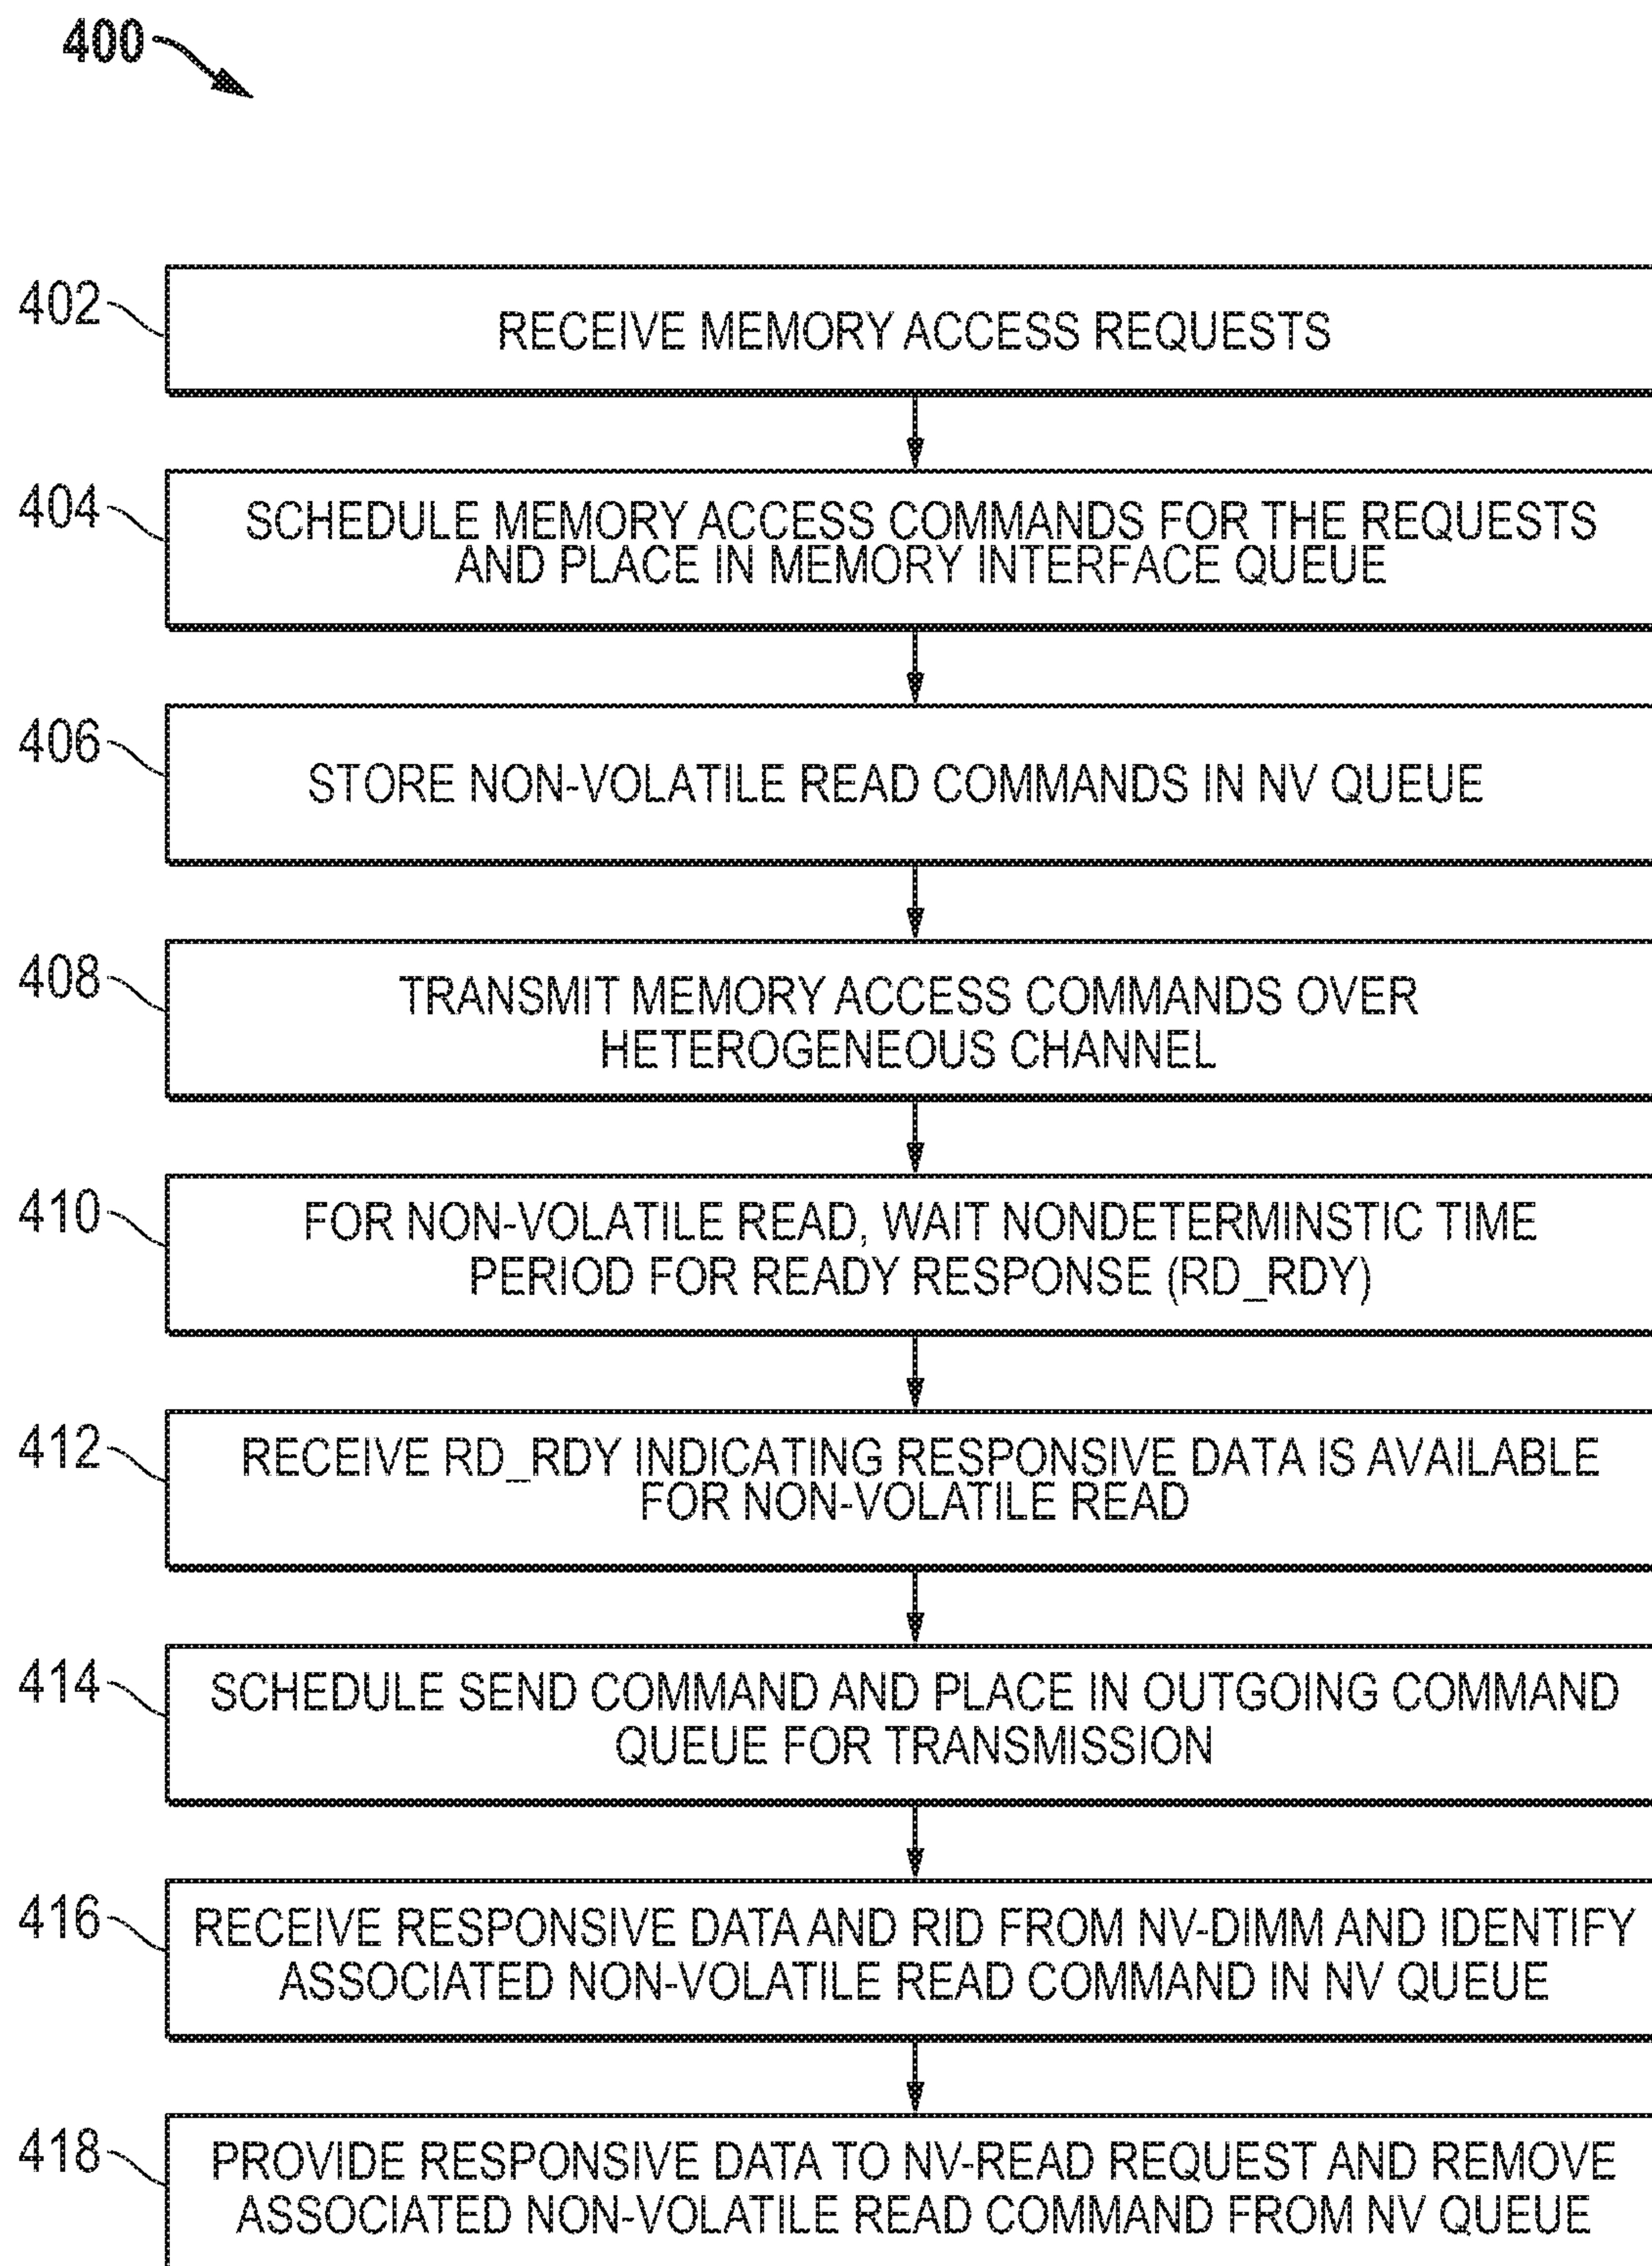 400
402
RECEIVE MEMORY ACCESS REQUESTS
404
SCHEDULE MEMORY ACCESS COMMANDS FOR THE REQUESTS
AND PLACE IN MEMORY INTERFACE QUEUE
406
STORE NON-VOLATILE READ COMMANDS IN NV QUEUE
408
TRANSMIT MEMORY ACCESS COMMANDS OVER
HETEROGENEOUS CHANNEL
410
FOR NON-VOLATILE READ, WAIT NONDETERMINSTIC TIME
PERIOD FOR READY RESPONSE (RD_RDY)
412
RECEIVE RD_RDY INDICATING RESPONSIVE DATA IS AVAILABLE
FOR NON-VOLATILE READ
414
SCHEDULE SEND COMMAND AND PLACE IN OUTGOING COMMAND
QUEUE FOR TRANSMISSION
416
RECEIVE RESPONSIVE DATA AND RID FROM NV-DIMM AND IDENTIFY
ASSOCIATED NON-VOLATILE READ COMMAND IN NV QUEUE
418
PROVIDE RESPONSIVE DATA TO NV-READ REQUEST AND REMOVE
ASSOCIATED NON-VOLATILE READ COMMAND FROM NV QUEUE